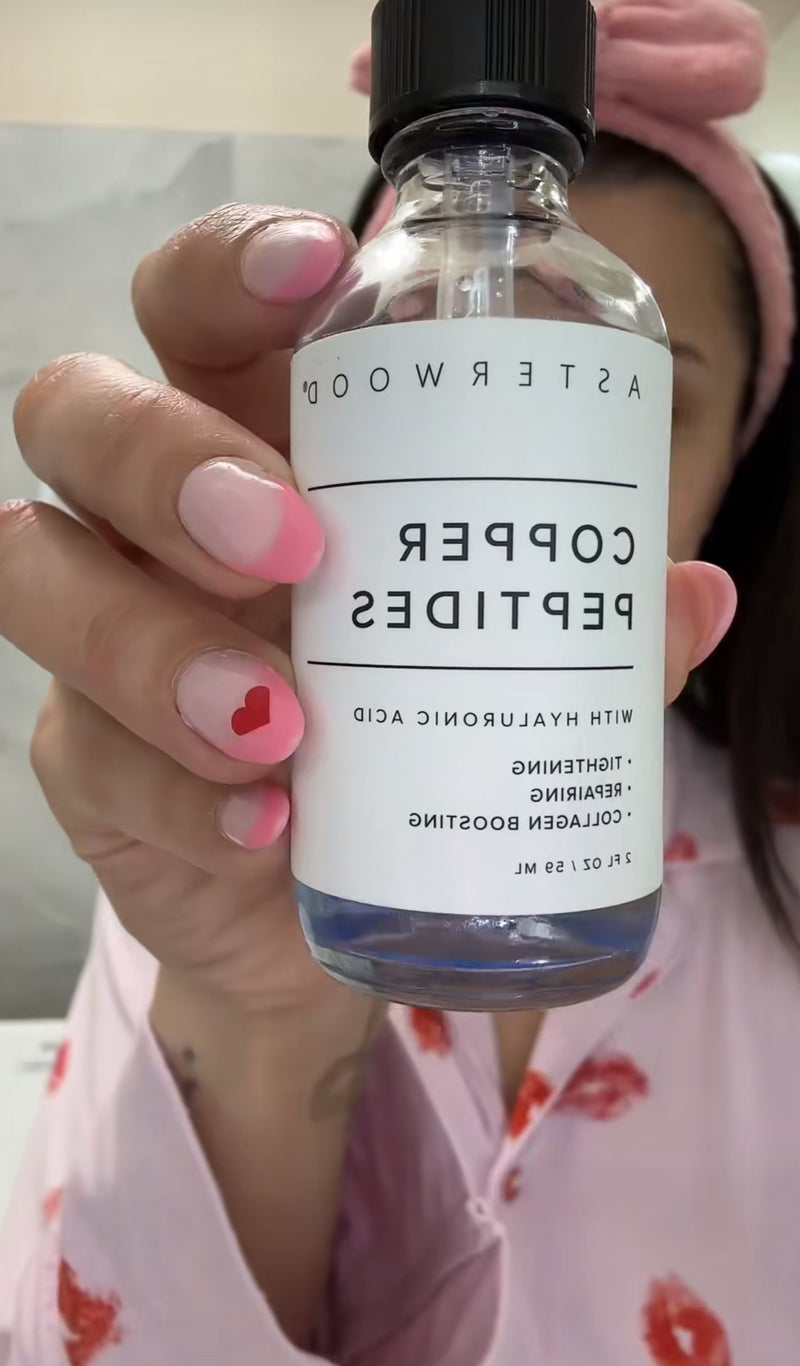 ASTERWOOD®
COPPER
PEPTIDES
WITH HYALURONIC ACID
• TIGHTENING
• REPAIRING
• COLLAGEN BOOSTING
2 FL OZ / 59 ML